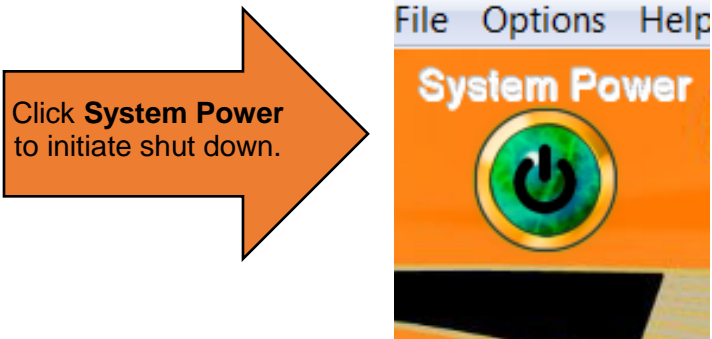 Click System Power
to initiate shut down.
File Options Help
System Power